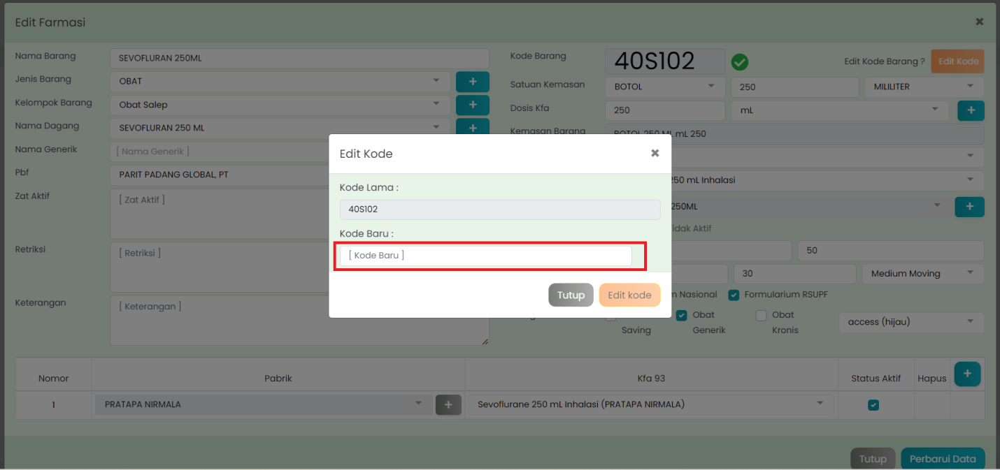 Edit Farmasi
Nama Barang
SEVOFLURAN 250ML
Kode Barang
40S102
Edit Kode Barang ?
Edit Kode
Jenis Barang
OBAT
Satuan Kemasan
BOTOL
250
MILILITER
Kelompok Barang
Obat Salep
Dosis Kfa
250
mL
Nama Dagang
SEVOFLURAN 250 ML
Kemasan Barang
BOTOL 250 ML mL 250
Nama Generik
[ Nama Generik ]
Pbf
PARIT PADANG GLOBAL, PT
250 mL Inhalasi
Zat Aktif
[ Zat Aktif ]
250ML
idak Aktif
Retriksi
[ Retriksi ]
50
30
Medium Moving
Nasional
Formularium RSUPF
Keterangan
[ Keterangan ]
Saving
Obat
Generik
Obat
Kronis
access (hijau)
Edit Kode
Kode Lama :
40S102
Kode Baru :
[ Kode Baru ]
Tutup
Edit kode
Nomor
Pabrik
Kfa 93
Status Aktif
Hapus
1
PRATAPA NIRMALA
Sevoflurane 250 mL Inhalasi (PRATAPA NIRMALA)
Tutup
Perbarui Data